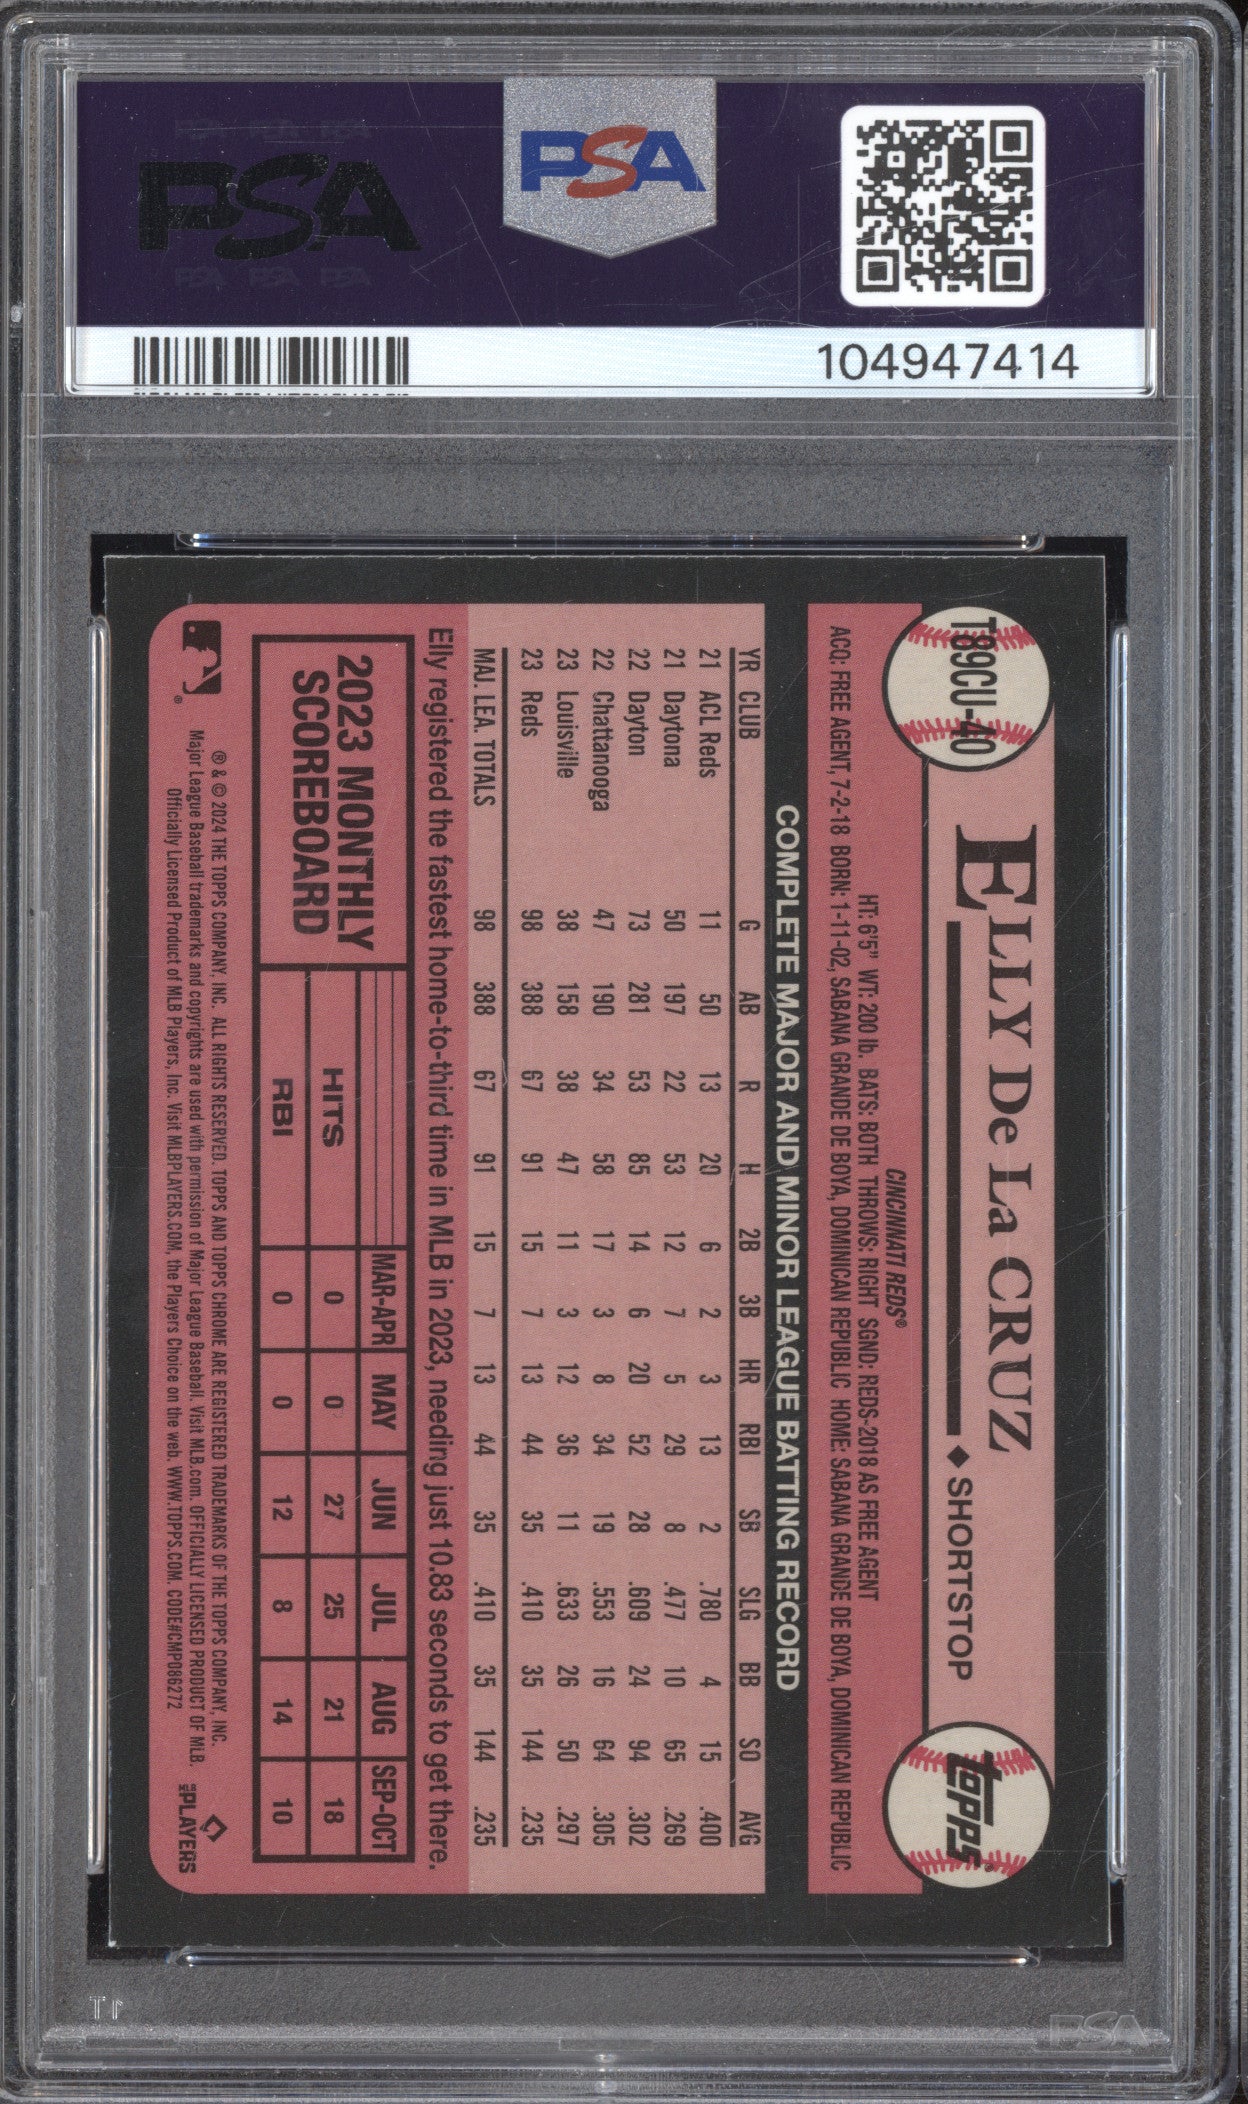 PSA
PSA
104947414
T89CU-40
ELLY De La CRUZ
◆ SHORTSTOP
topps®
CINCINNATI REDS®
HT: 6'5" WT: 200 lb. BATS: BOTH THROWS: RIGHT SGND: REDS-2018 AS FREE AGENT
ACQ: FREE AGENT, 7-2-18 BORN: 1-11-02, SABANA GRANDE DE BOYA, DOMINICAN REPUBLIC HOME: SABANA GRANDE DE BOYA, DOMINICAN REPUBLIC
COMPLETE MAJOR AND MINOR LEAGUE BATTING RECORD
YR CLUB G AB R H 2B 3B HR RBI SB SLG BB SO AVG
21 ACL Reds 11 50 13 20 6 2 3 13 2 .780 4 15 .400
21 Daytona 50 197 22 53 12 7 5 29 8 .477 10 65 .269
22 Dayton 73 281 53 85 14 6 20 52 28 .609 24 94 .302
22 Chattanooga 47 190 34 58 17 3 8 34 19 .553 16 64 .305
23 Louisville 38 158 38 47 11 3 12 36 11 .633 26 50 .297
23 Reds 98 388 67 91 15 7 13 44 35 .410 35 144 .235
MAJ. LEA. TOTALS 98 388 67 91 15 7 13 44 35 .410 35 144 .235
Elly registered the fastest home-to-third time in MLB in 2023, needing just 10.83 seconds to get there.
2023 MONTHLY
SCOREBOARD
MAR-APR MAY JUN JUL AUG SEP-OCT
HITS 0 0 27 25 21 18
RBI 0 0 12 8 14 10
® & © 2024 THE TOPPS COMPANY, INC. ALL RIGHTS RESERVED. TOPPS AND TOPPS CHROME ARE REGISTERED TRADEMARKS OF THE TOPPS COMPANY, INC.
Major League Baseball trademarks and copyrights are used with permission of Major League Baseball. Visit MLB.com. OFFICIALLY LICENSED PRODUCT OF MLB
Officially Licensed Product of MLB Players, Inc. Visit MLBPLAYERS.COM, the Players Choice on the web. WWW.TOPPS.COM. CODE#CMP086272
MLB PLAYERS
PSA